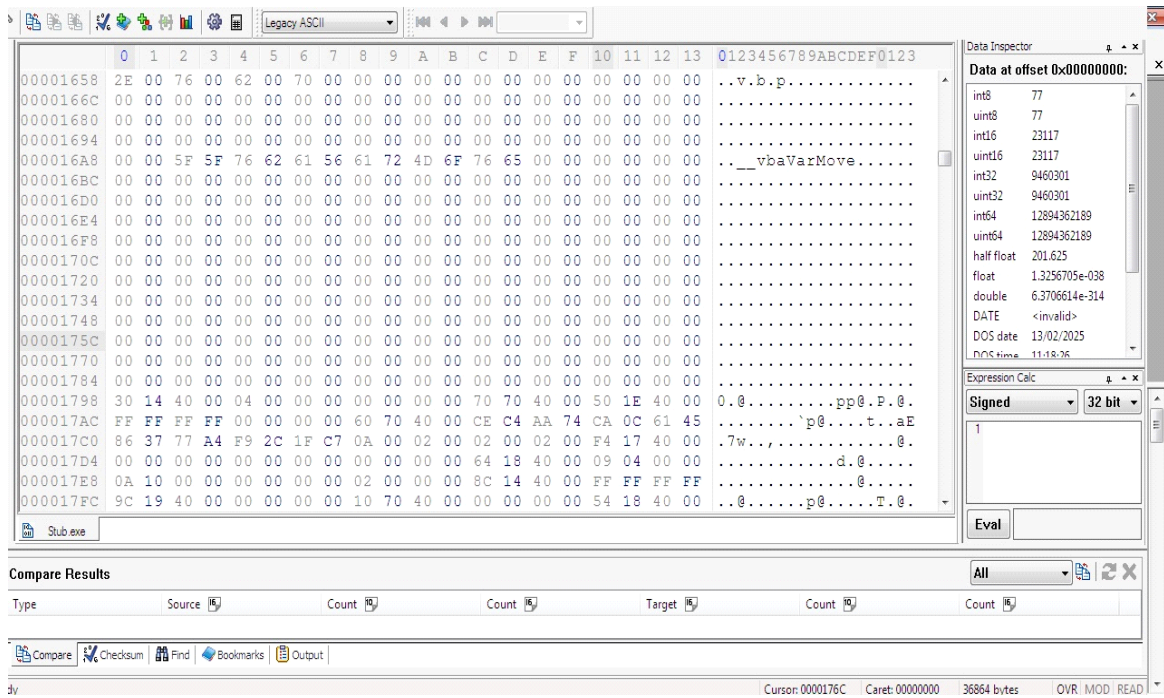 Legacy ASCII
0 1 2 3 4 5 6 7 8 9 A B C D E F 10 11 12 13 0123456789ABCDEF0123
00001658 2E 00 76 00 62 00 70 00 00 00 00 00 00 00 00 00 00 00 00 00 ..v.b.p.............
0000166C 00 00 00 00 00 00 00 00 00 00 00 00 00 00 00 00 00 00 00 00 ....................
00001680 00 00 00 00 00 00 00 00 00 00 00 00 00 00 00 00 00 00 00 00 ....................
00001694 00 00 00 00 00 00 00 00 00 00 00 00 00 00 00 00 00 00 00 00 ....................
000016A8 00 00 5F 5F 76 62 61 56 61 72 4D 6F 76 65 00 00 00 00 00 00 ..__vbaVarMove......
000016BC 00 00 00 00 00 00 00 00 00 00 00 00 00 00 00 00 00 00 00 00 ....................
000016D0 00 00 00 00 00 00 00 00 00 00 00 00 00 00 00 00 00 00 00 00 ....................
000016E4 00 00 00 00 00 00 00 00 00 00 00 00 00 00 00 00 00 00 00 00 ....................
000016F8 00 00 00 00 00 00 00 00 00 00 00 00 00 00 00 00 00 00 00 00 ....................
0000170C 00 00 00 00 00 00 00 00 00 00 00 00 00 00 00 00 00 00 00 00 ....................
00001720 00 00 00 00 00 00 00 00 00 00 00 00 00 00 00 00 00 00 00 00 ....................
00001734 00 00 00 00 00 00 00 00 00 00 00 00 00 00 00 00 00 00 00 00 ....................
00001748 00 00 00 00 00 00 00 00 00 00 00 00 00 00 00 00 00 00 00 00 ....................
0000175C 00 00 00 00 00 00 00 00 00 00 00 00 00 00 00 00 00 00 00 00 ....................
00001770 00 00 00 00 00 00 00 00 00 00 00 00 00 00 00 00 00 00 00 00 ....................
00001784 00 00 00 00 00 00 00 00 00 00 00 00 00 00 00 00 00 00 00 00 ....................
00001798 30 14 40 00 04 00 00 00 00 00 00 00 70 70 40 00 50 1E 40 00 0.@.........pp@.P.@.
000017AC FF FF FF FF 00 00 00 00 60 70 40 00 CE C4 AA 74 CA 0C 61 45 ........`p@....t..aE
000017C0 86 37 77 A4 F9 2C 1F C7 0A 00 02 00 02 00 02 00 F4 17 40 00 .7w..,............@.
000017D4 00 00 00 00 00 00 00 00 00 00 00 00 64 18 40 00 09 04 00 00 ............d.@.....
000017E8 0A 10 00 00 00 00 00 00 02 00 00 00 8C 14 40 00 FF FF FF FF ..............@.....
000017FC 9C 19 40 00 00 00 00 00 10 70 40 00 00 00 00 00 54 18 40 00 ..@......p@.....T.@.
Stub.exe
Data Inspector
Data at offset 0x00000000:
int8 77
uint8 77
int16 23117
uint16 23117
int32 9460301
uint32 9460301
int64 12894362189
uint64 12894362189
half float 201.625
float 1.3256705e-038
double 6.3706614e-314
DATE <invalid>
DOS date 13/02/2025
DOS time 11:18:26
Expression Calc
Signed 32 bit
1
Eval
Compare Results
All
Type Source 16 Count 10 Count 16 Target 16 Count 10 Count 16
Compare Checksum Find Bookmarks Output
dy Cursor: 0000176C Caret: 00000000 36864 bytes OVR MOD READ